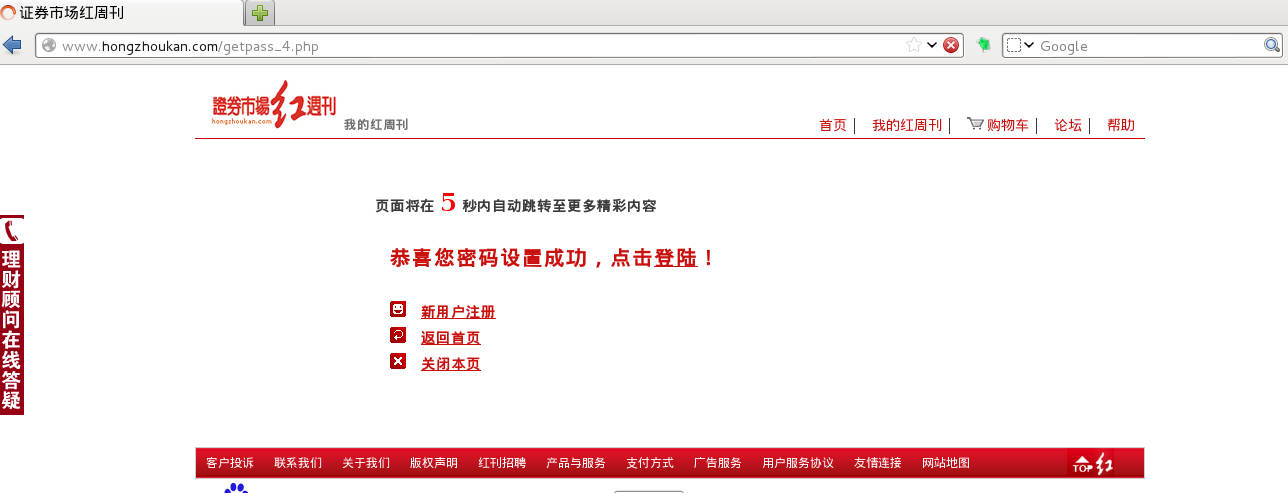 证券市场红周刊
www.hongzhoukan.com/getpass_4.php
Google
證券市場红週刊
hongzhoukan.com
我的红周刊
首页 | 我的红周刊 | 购物车 | 论坛 | 帮助
页面将在 5 秒内自动跳转至更多精彩内容
恭喜您密码设置成功，点击登陆！
新用户注册
返回首页
关闭本页
理财顾问在线答疑
客户投诉 联系我们 关于我们 版权声明 红刊招聘 产品与服务 支付方式 广告服务 用户服务协议 友情连接 网站地图
TOP 红